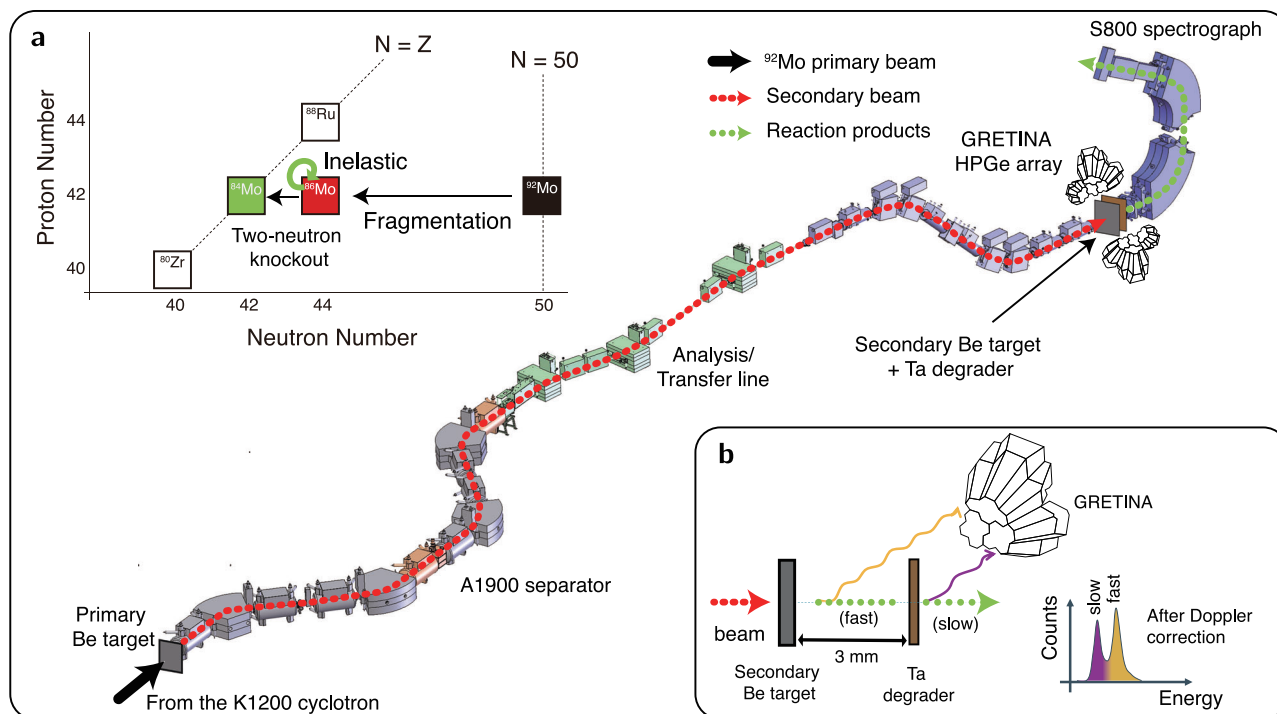 a
N = Z
N = 50
Proton Number
44
42
40
⁸⁸Ru
⁸⁴Mo
⁸⁶Mo
⁹²Mo
⁸⁰Zr
Inelastic
Fragmentation
Two-neutron
knockout
40
42
44
50
Neutron Number
⁹²Mo primary beam
Secondary beam
Reaction products
S800 spectrograph
GRETINA
HPGe array
Secondary Be target
+ Ta degrader
Analysis/
Transfer line
A1900 separator
Primary
Be target
From the K1200 cyclotron
b
GRETINA
beam
(fast)
(slow)
3 mm
Secondary
Be target
Ta
degrader
Counts
slow
fast
After Doppler
correction
Energy